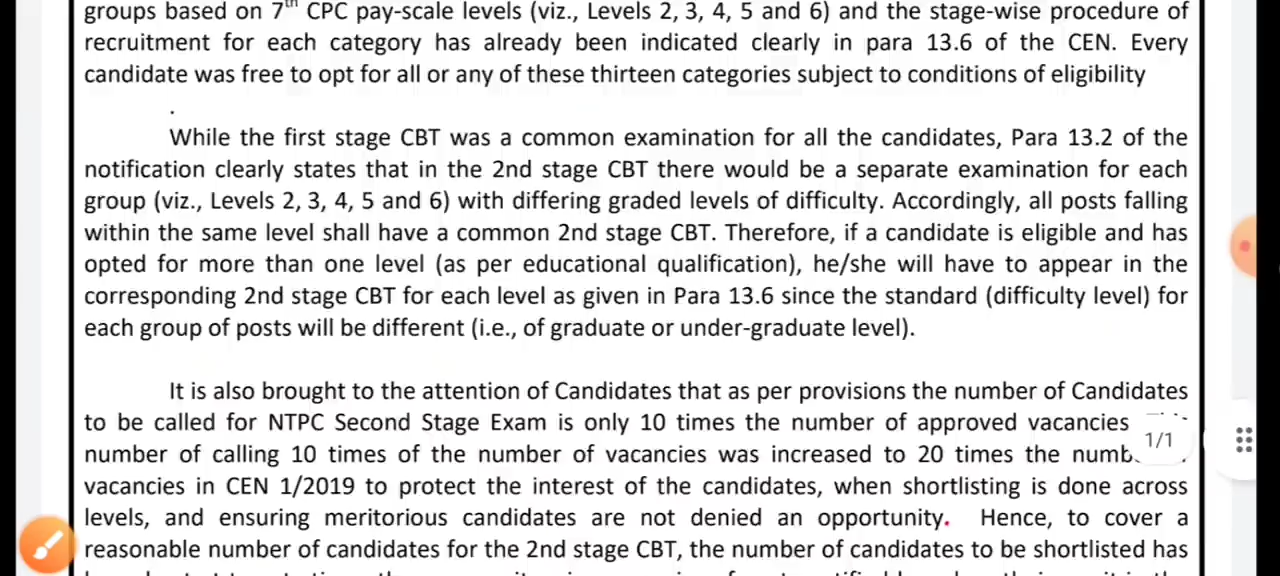 groups based on 7th CPC pay-scale levels (viz., Levels 2, 3, 4, 5 and 6) and the stage-wise procedure of
recruitment for each category has already been indicated clearly in para 13.6 of the CEN. Every
candidate was free to opt for all or any of these thirteen categories subject to conditions of eligibility
.
While the first stage CBT was a common examination for all the candidates, Para 13.2 of the
notification clearly states that in the 2nd stage CBT there would be a separate examination for each
group (viz., Levels 2, 3, 4, 5 and 6) with differing graded levels of difficulty. Accordingly, all posts falling
within the same level shall have a common 2nd stage CBT. Therefore, if a candidate is eligible and has
opted for more than one level (as per educational qualification), he/she will have to appear in the
corresponding 2nd stage CBT for each level as given in Para 13.6 since the standard (difficulty level) for
each group of posts will be different (i.e., of graduate or under-graduate level).
It is also brought to the attention of Candidates that as per provisions the number of Candidates
to be called for NTPC Second Stage Exam is only 10 times the number of approved vacancies
1/1
number of calling 10 times of the number of vacancies was increased to 20 times the
vacancies in CEN 1/2019 to protect the interest of the candidates, when shortlisting is done across
levels, and ensuring meritorious candidates are not denied an opportunity. Hence, to cover a
reasonable number of candidates for the 2nd stage CBT, the number of candidates to be shortlisted has